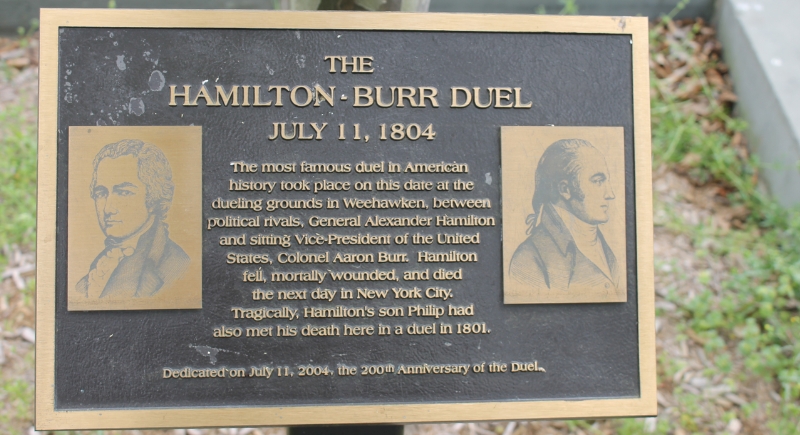 THE
HAMILTON-BURR DUEL
JULY 11, 1804
The most famous duel in American
history took place on this date at the
dueling grounds in Weehawken, between
political rivals, General Alexander Hamilton
and sitting Vice-President of the United
States, Colonel Aaron Burr. Hamilton
fell, mortally wounded, and died
the next day in New York City.
Tragically, Hamilton's son Philip had
also met his death here in a duel in 1801.
Dedicated on July 11, 2004, the 200th Anniversary of the Duel.